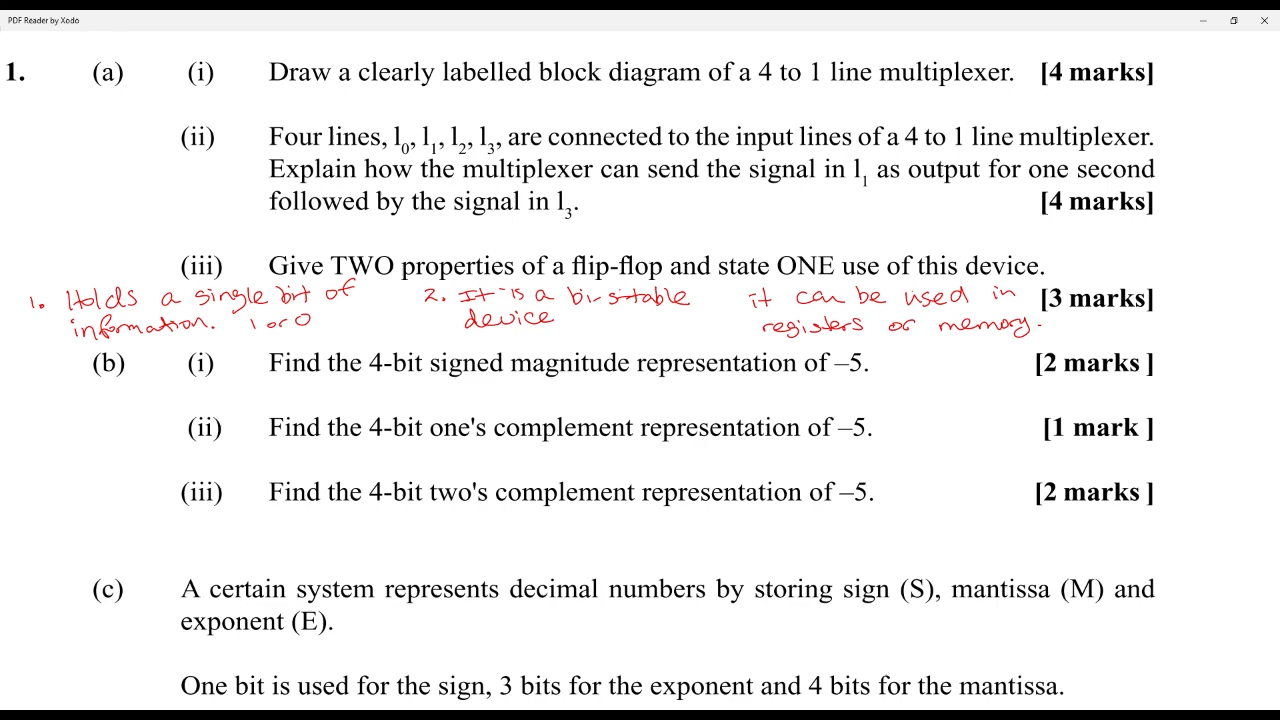 PDF Reader by Xodo
1. (a) (i) Draw a clearly labelled block diagram of a 4 to 1 line multiplexer. [4 marks]
(ii) Four lines, l₀, l₁, l₂, l₃, are connected to the input lines of a 4 to 1 line multiplexer.
Explain how the multiplexer can send the signal in l₁ as output for one second
followed by the signal in l₃. [4 marks]
(iii) Give TWO properties of a flip-flop and state ONE use of this device.
[3 marks]
1. Holds a single bit of
information. 1 or 0
2. It is a bi-stable
device
it can be used in
registers or memory.
(b) (i) Find the 4-bit signed magnitude representation of –5. [2 marks ]
(ii) Find the 4-bit one's complement representation of –5. [1 mark ]
(iii) Find the 4-bit two's complement representation of –5. [2 marks ]
(c) A certain system represents decimal numbers by storing sign (S), mantissa (M) and
exponent (E).
One bit is used for the sign, 3 bits for the exponent and 4 bits for the mantissa.